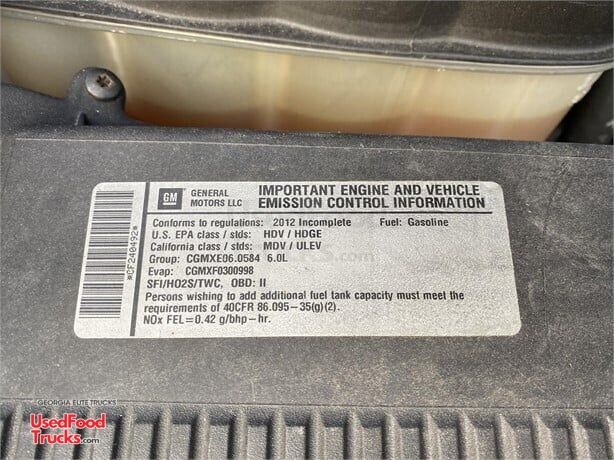 GM
GENERAL MOTORS LLC
IMPORTANT ENGINE AND VEHICLE
EMISSION CONTROL INFORMATION
Conforms to regulations: 2012 Incomplete Fuel: Gasoline
U.S. EPA class / stds: HDV / HDGE
California class / stds: MDV / ULEV
Group: CGMXE06.0584 6.0L
Evap: CGMXF0300998
SFI/HO2S/TWC, OBD: II
Persons wishing to add additional fuel tank capacity must meet the
requirements of 40CFR 86.095-35(g)(2).
NOx FEL=0.42 g/bhp-hr.
*CF240492*
GEORGIA ELITE TRUCKS
UsedFood
Trucks.com